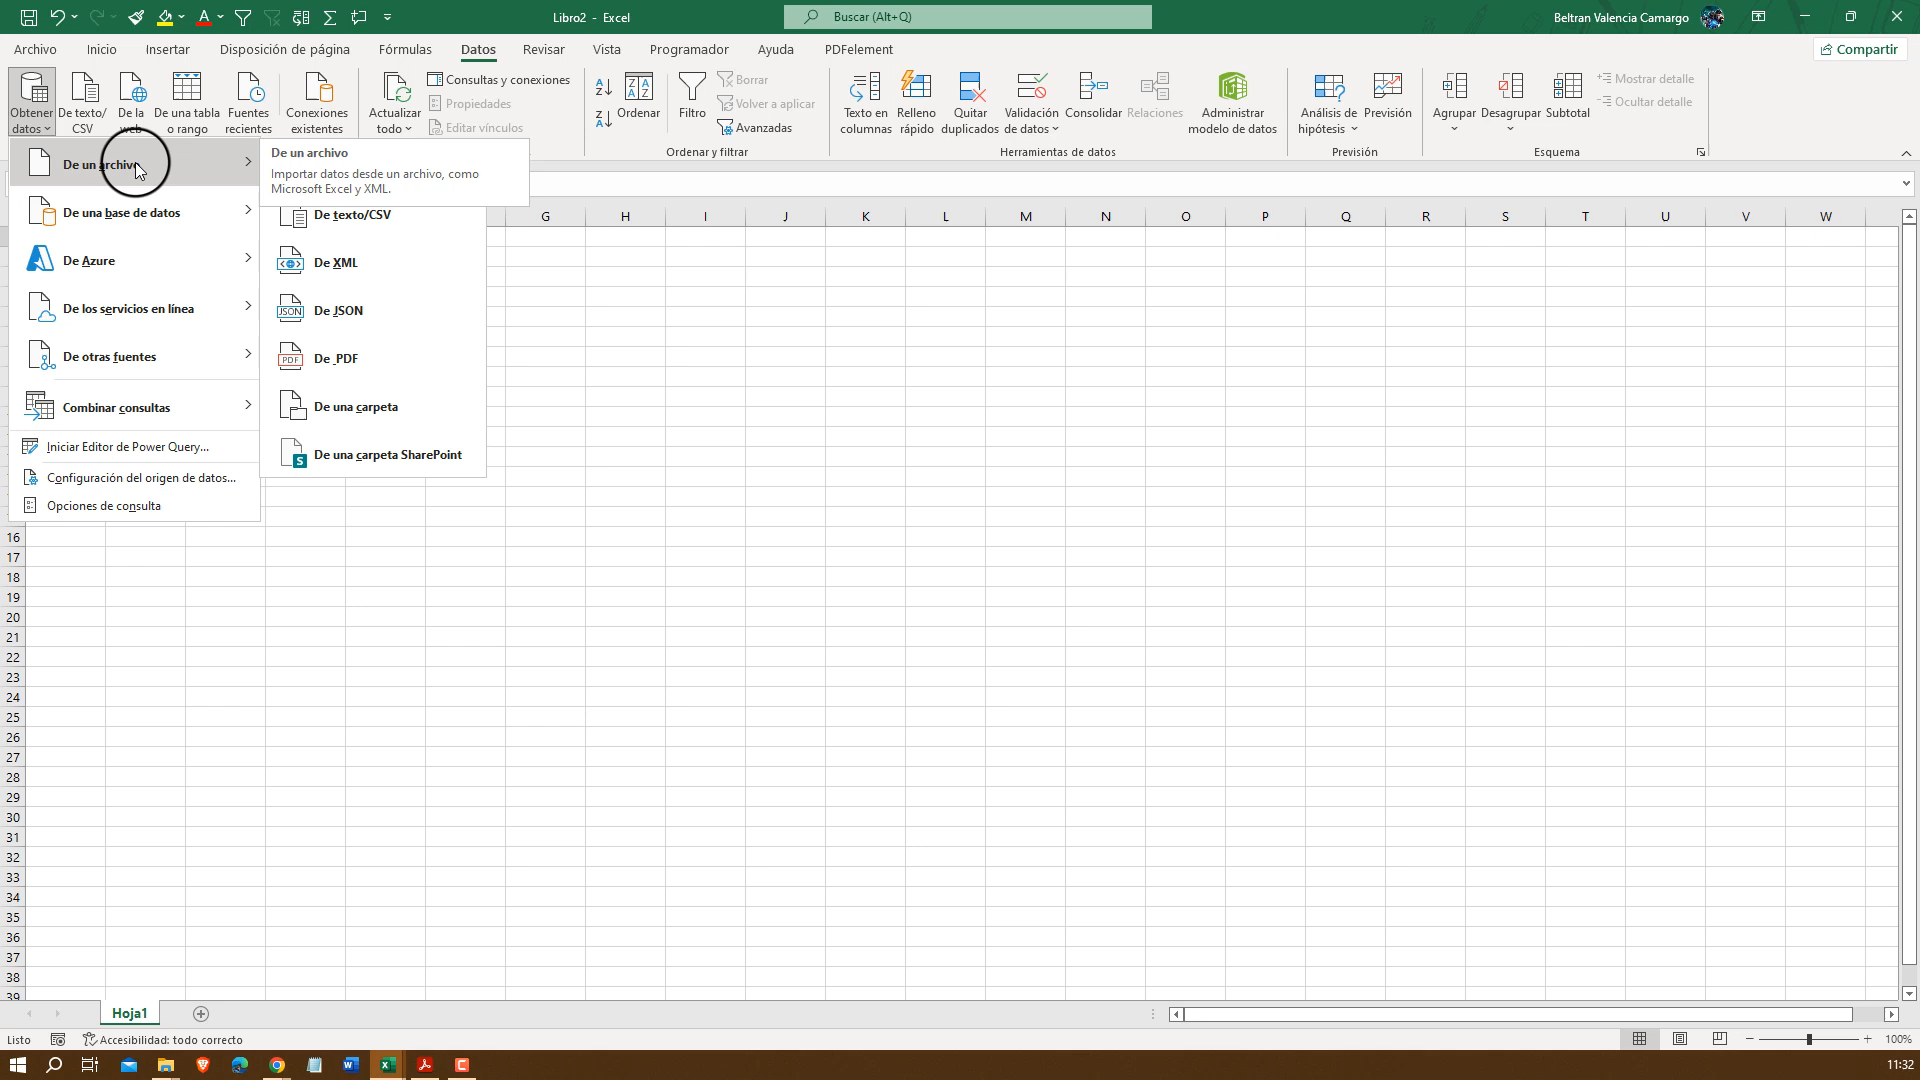 Libro2 - Excel
Buscar (Alt+Q)
Beltran Valencia Camargo
Archivo
Inicio
Insertar
Disposición de página
Fórmulas
Datos
Revisar
Vista
Programador
Ayuda
PDFelement
Compartir
Obtener datos
De texto/CSV
De la web
De una tabla o rango
Fuentes recientes
Conexiones existentes
Actualizar todo
Consultas y conexiones
Propiedades
Editar vínculos
Ordenar
Filtro
Borrar
Volver a aplicar
Avanzadas
Ordenar y filtrar
Texto en columnas
Relleno rápido
Quitar duplicados
Validación de datos
Consolidar
Relaciones
Administrar modelo de datos
Herramientas de datos
Análisis de hipótesis
Previsión
Previsión
Agrupar
Desagrupar
Subtotal
Mostrar detalle
Ocultar detalle
Esquema
De un archivo
De una base de datos
De Azure
De los servicios en línea
De otras fuentes
Combinar consultas
Iniciar Editor de Power Query...
Configuración del origen de datos...
Opciones de consulta
De un archivo
Importar datos desde un archivo, como
Microsoft Excel y XML.
De texto/CSV
De XML
De JSON
De PDF
De una carpeta
De una carpeta SharePoint
G H I J K L M N O P Q R S T U V W
16
17
18
19
20
21
22
23
24
25
26
27
28
29
30
31
32
33
34
35
36
37
38
39
Hoja1
Listo
Accesibilidad: todo correcto
100%
11:32